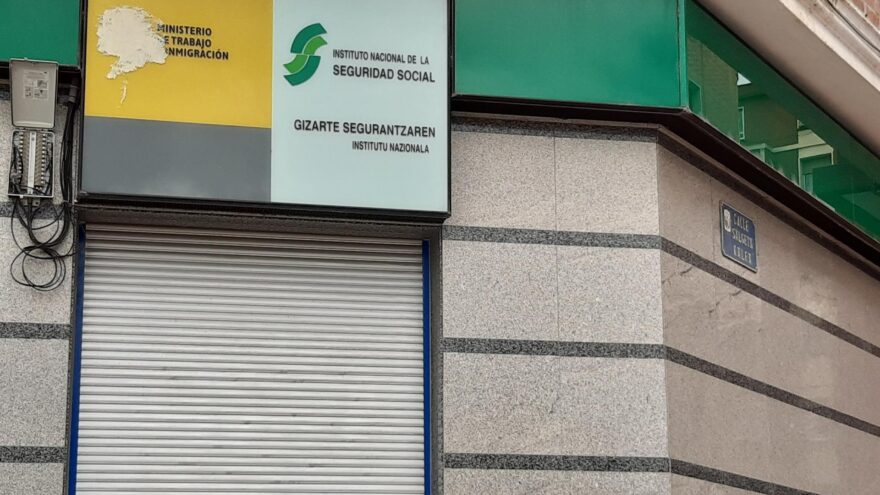 MINISTERIO
DE TRABAJO
INMIGRACIÓN
INSTITUTO NACIONAL DE LA
SEGURIDAD SOCIAL
GIZARTE SEGURANTZAREN
INSTITUTU NAZIONALA
CALLE